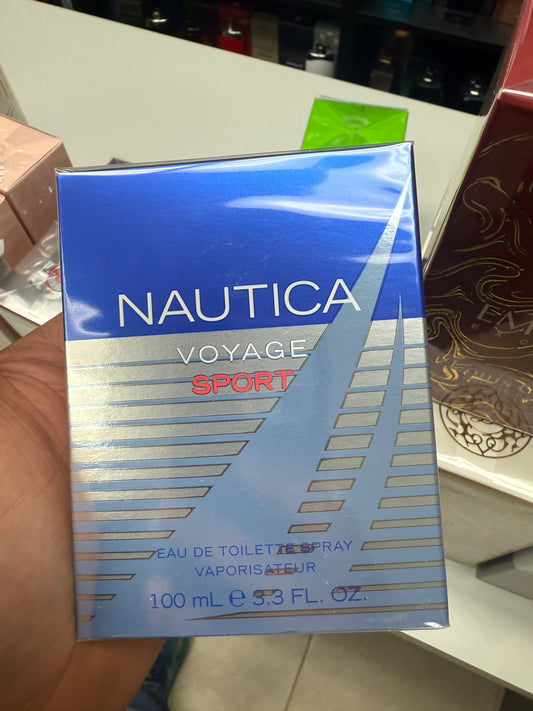 NAUTICA
VOYAGE
SPORT
EAU DE TOILETTE SPRAY
VAPORISATEUR
100 mL ℮ 3.3 FL. OZ.